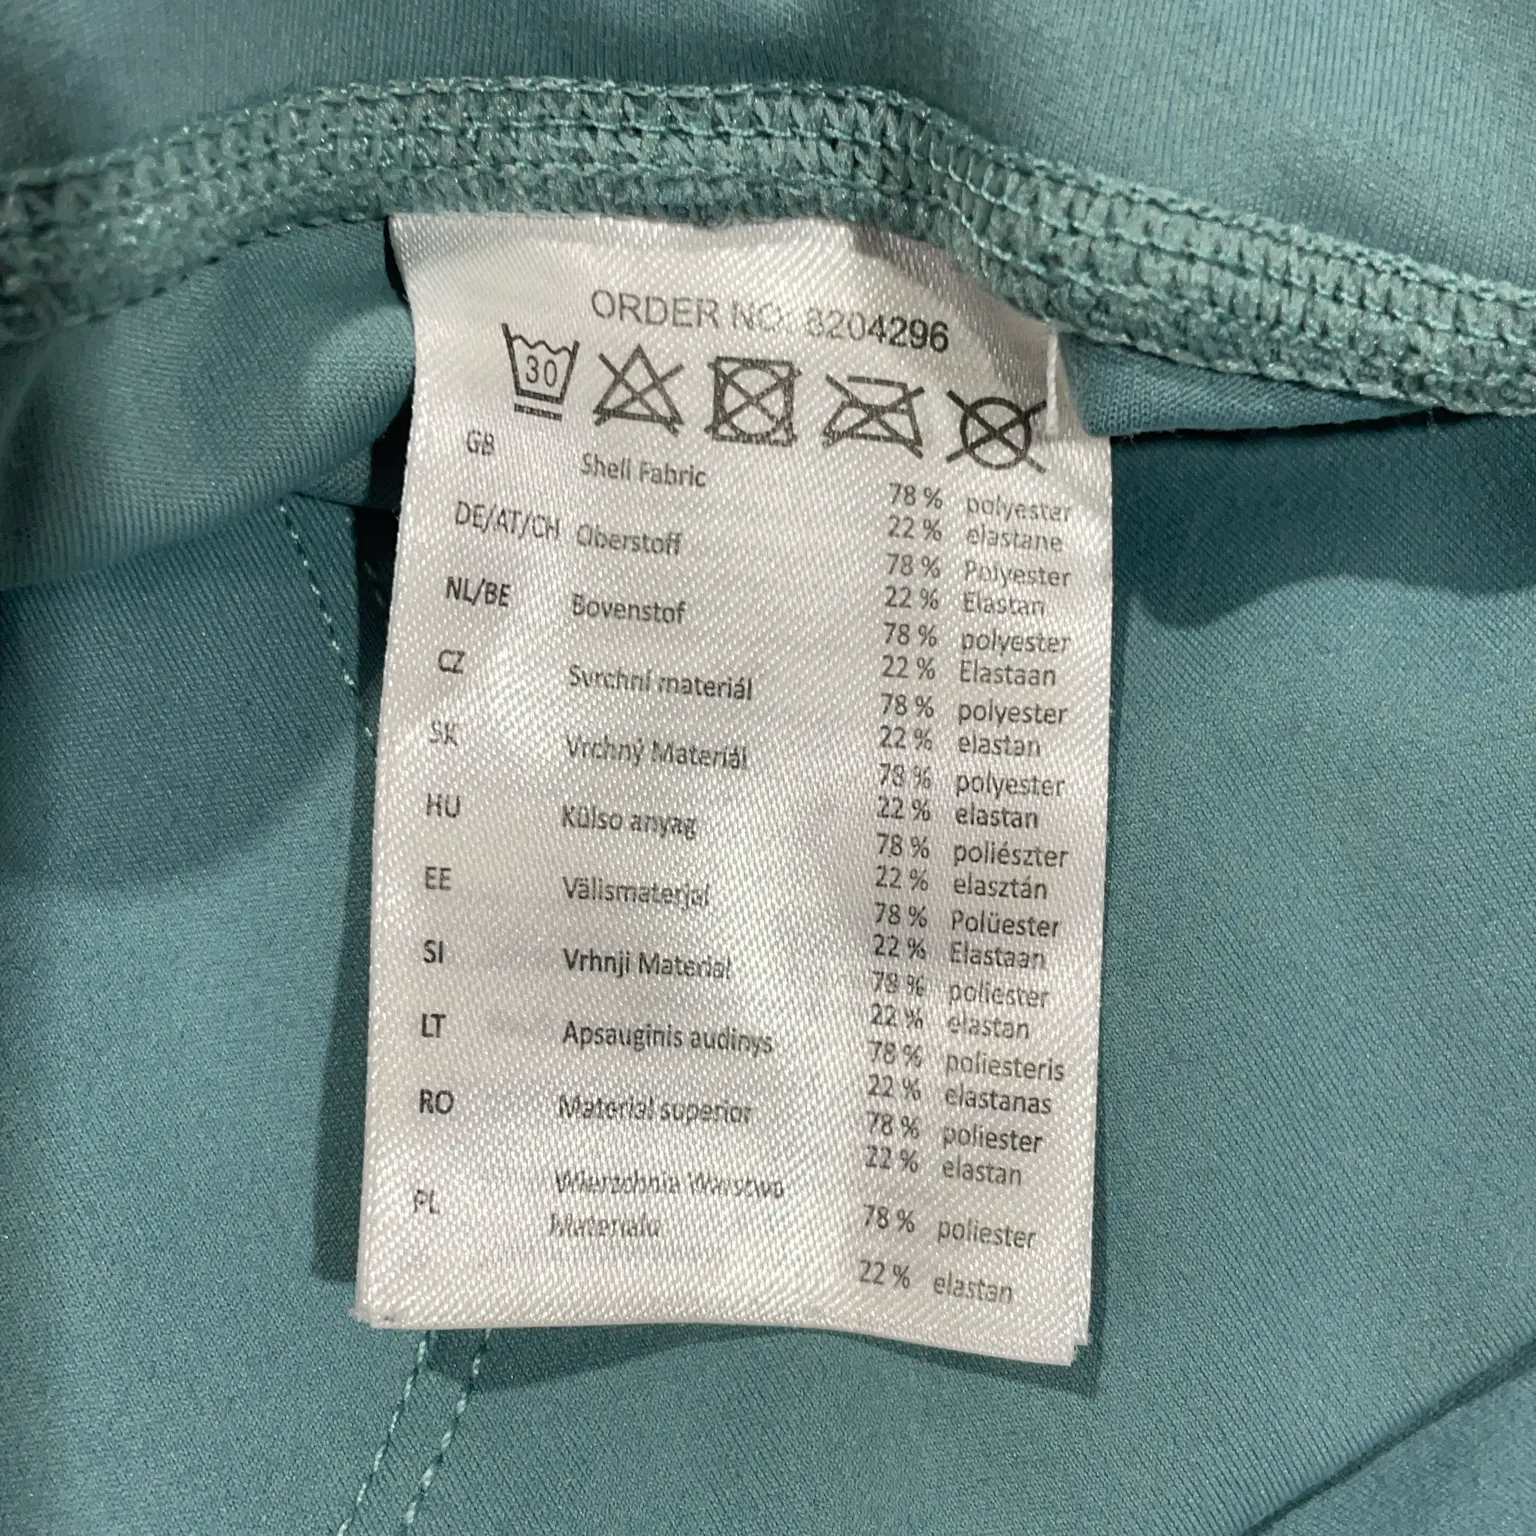 ORDER NO. 8204296
30
GB Shell Fabric 78 % polyester
22 % elastane
DE/AT/CH Oberstoff 78 % Polyester
22 % Elastan
NL/BE Bovenstof 78 % polyester
22 % Elastaan
CZ Svrchní materiál 78 % polyester
22 % elastan
SK Vrchný Materiál 78 % polyester
22 % elastan
HU Külso anyag 78 % poliészter
22 % elasztán
EE Välismaterjal 78 % Polüester
22 % Elastaan
SI Vrhnji Material 78 % poliester
22 % elastan
LT Apsauginis audinys 78 % poliesteris
22 % elastanas
RO Material superior 78 % poliester
22 % elastan
PL Wierzchnia Warstwa
Materialu 78 % poliester
22 % elastan